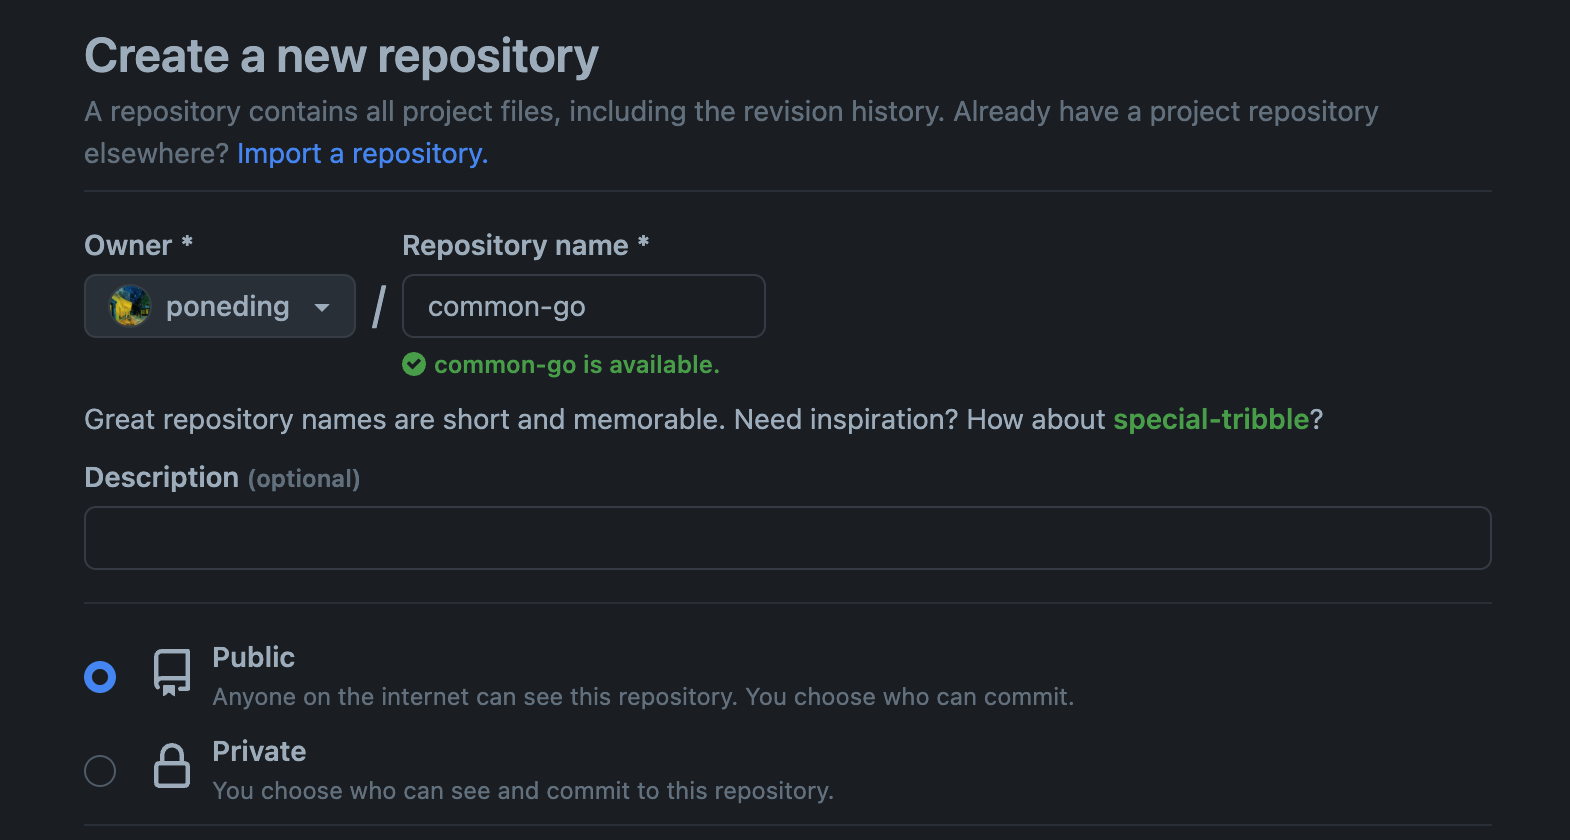 Create a new repository
A repository contains all project files, including the revision history. Already have a project repository
elsewhere? Import a repository.
Owner *
Repository name *
poneding
/
common-go
common-go is available.
Great repository names are short and memorable. Need inspiration? How about special-tribble?
Description (optional)
Public
Anyone on the internet can see this repository. You choose who can commit.
Private
You choose who can see and commit to this repository.